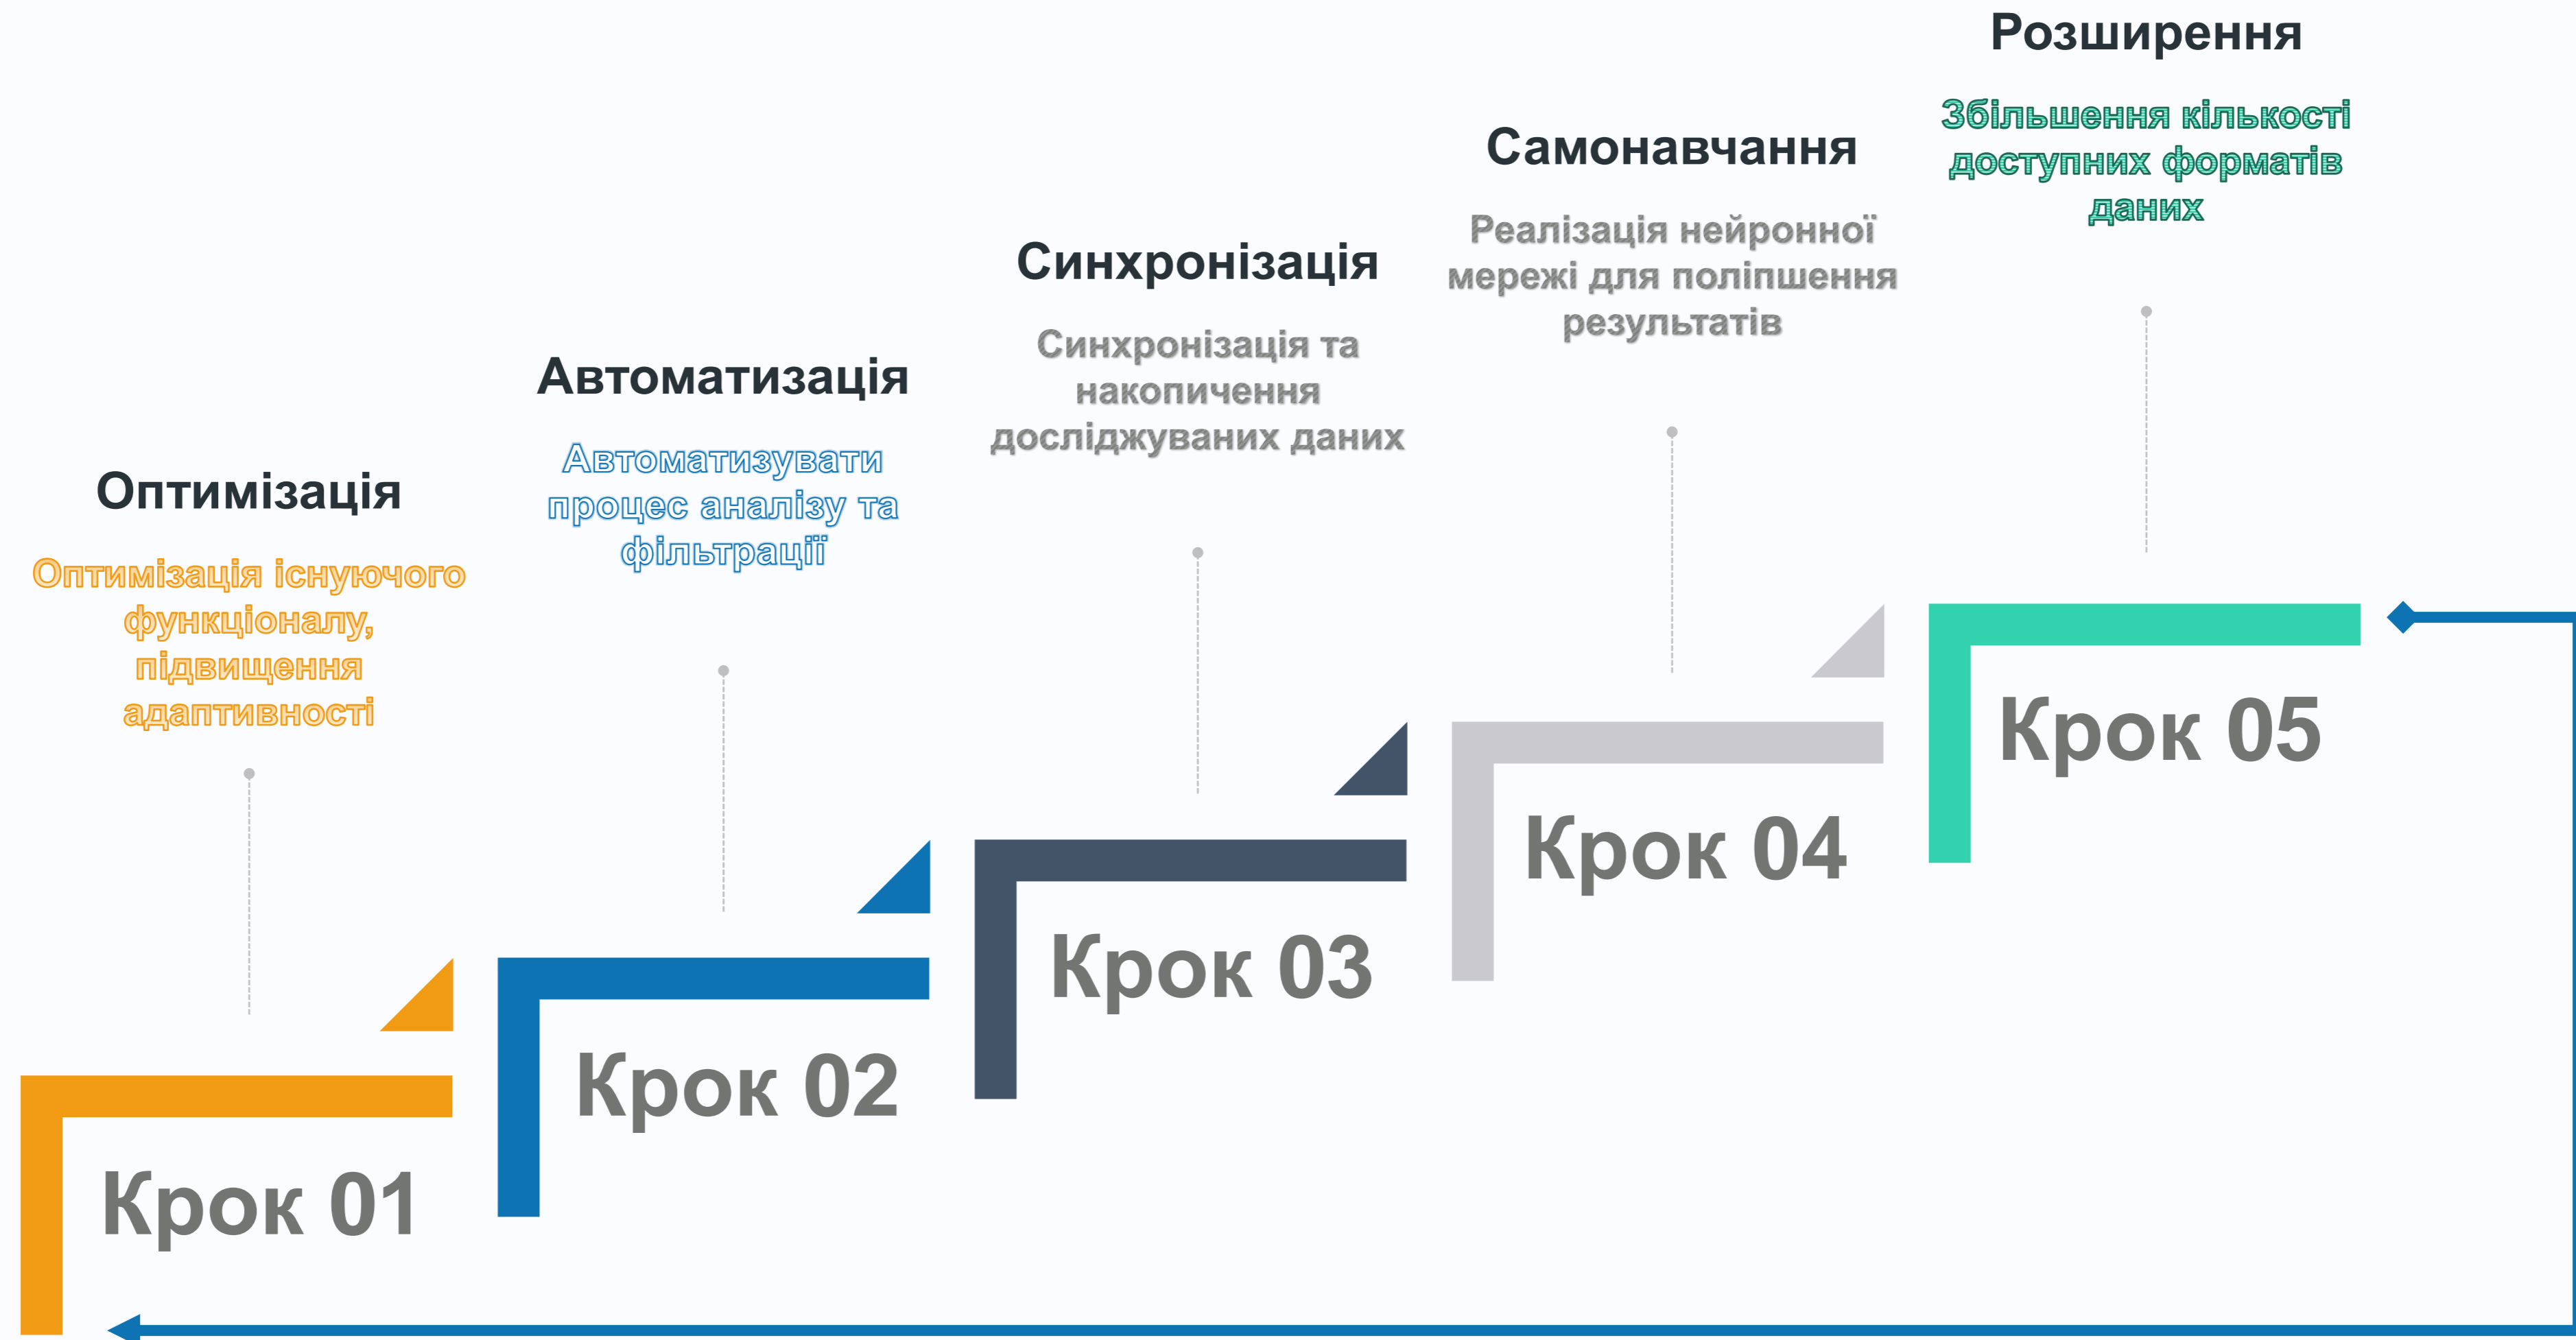 Оптимізація
Оптимізація існуючого
функціоналу,
підвищення
адаптивності
Крок 01
Автоматизація
Автоматизувати
процес аналізу та
фільтрації
Крок 02
Синхронізація
Синхронізація та
накопичення
досліджуваних даних
Крок 03
Самонавчання
Реалізація нейронної
мережі для поліпшення
результатів
Крок 04
Розширення
Збільшення кількості
доступних форматів
даних
Крок 05